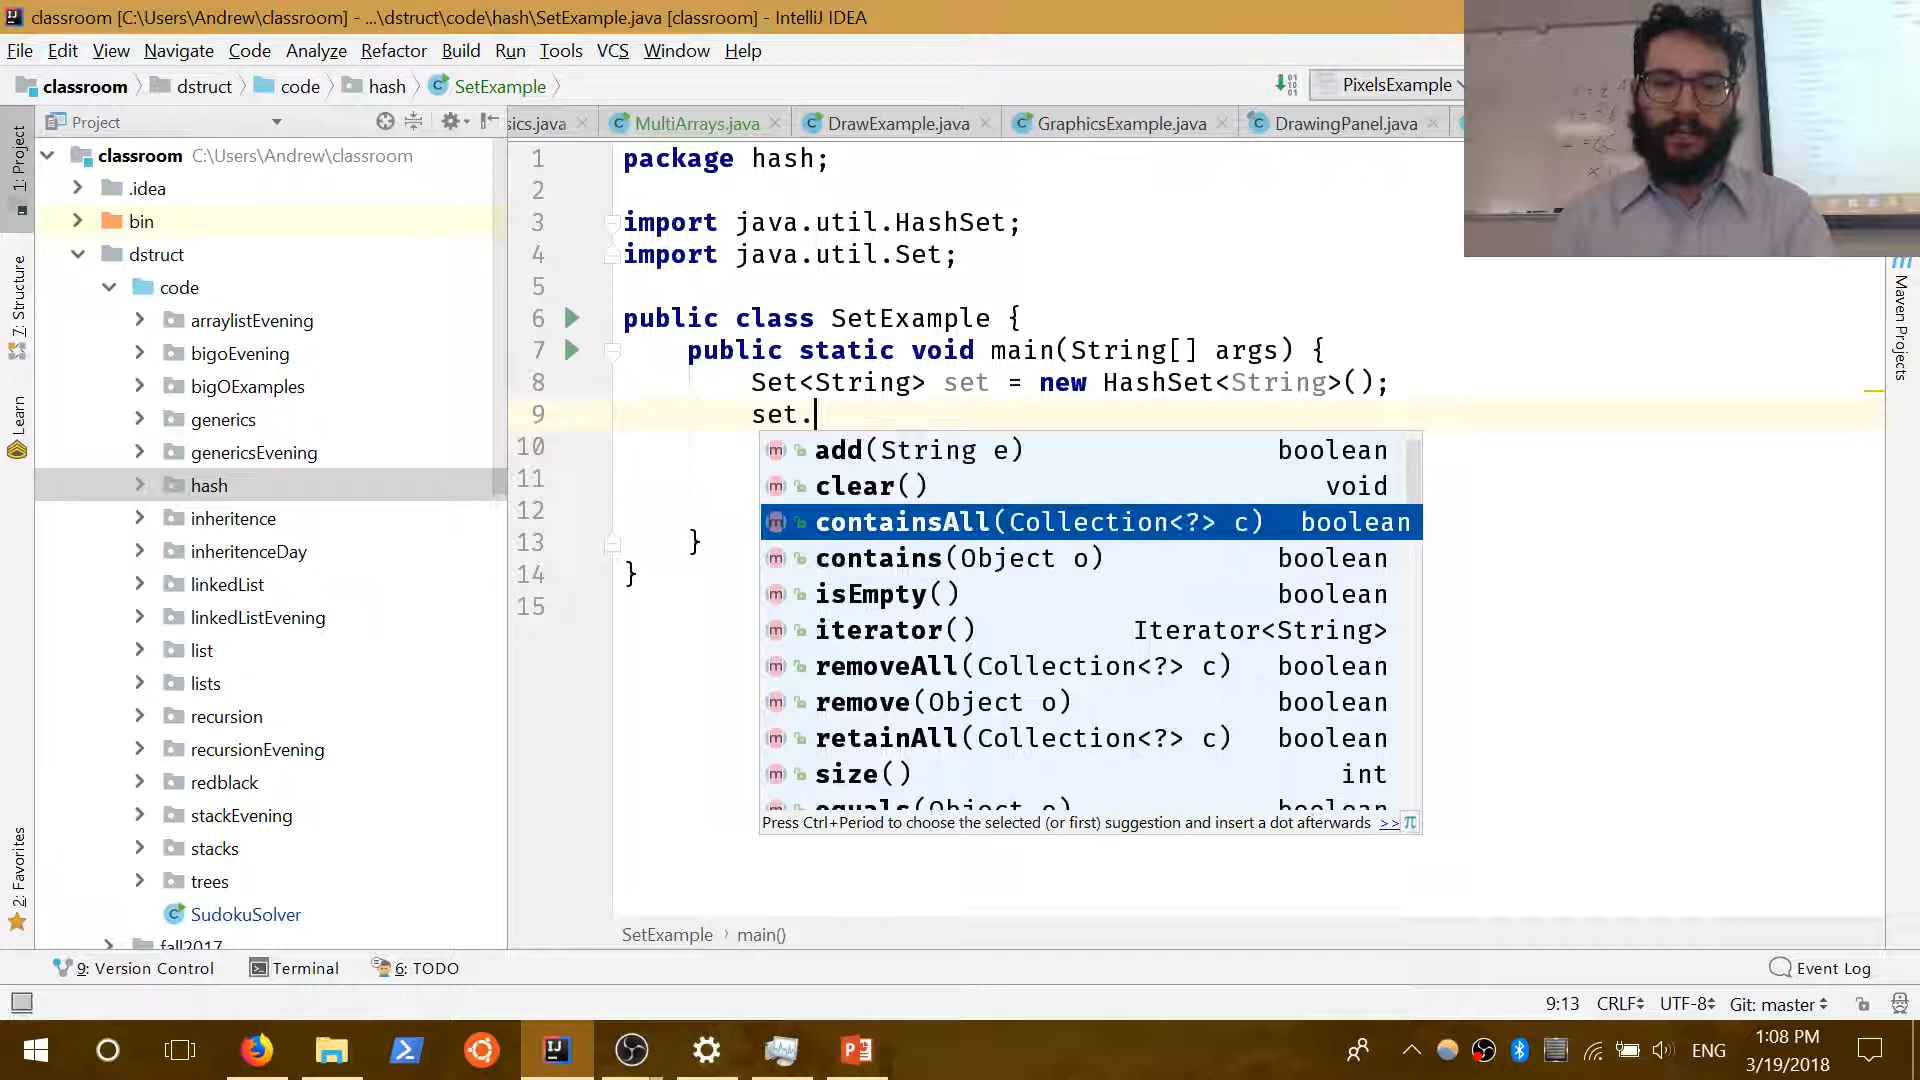 classroom [C:\Users\Andrew\classroom] - ...\dstruct\code\hash\SetExample.java [classroom] - IntelliJ IDEA
File Edit View Navigate Code Analyze Refactor Build Run Tools VCS Window Help
classroom dstruct code hash SetExample
PixelsExample
Project
sics.java MultiArrays.java DrawExample.java GraphicsExample.java DrawingPanel.java
1: Project
7: Structure
Learn
2: Favorites
Maven Projects
classroom C:\Users\Andrew\classroom
.idea
bin
dstruct
code
arraylistEvening
bigoEvening
bigOExamples
generics
genericsEvening
hash
inheritence
inheritenceDay
linkedList
linkedListEvening
list
lists
recursion
recursionEvening
redblack
stackEvening
stacks
trees
SudokuSolver
fall2017
1 package hash;
2
3 import java.util.HashSet;
4 import java.util.Set;
5
6 public class SetExample {
7 public static void main(String[] args) {
8 Set<String> set = new HashSet<String>();
9 set.
10
11
12
13 }
14 }
15
add(String e) boolean
clear() void
containsAll(Collection<?> c) boolean
contains(Object o) boolean
isEmpty() boolean
iterator() Iterator<String>
removeAll(Collection<?> c) boolean
remove(Object o) boolean
retainAll(Collection<?> c) boolean
size() int
equals(Object o) boolean
Press Ctrl+Period to choose the selected (or first) suggestion and insert a dot afterwards >> π
SetExample main()
9: Version Control Terminal 6: TODO Event Log
9:13 CRLF UTF-8 Git: master
ENG
1:08 PM
3/19/2018